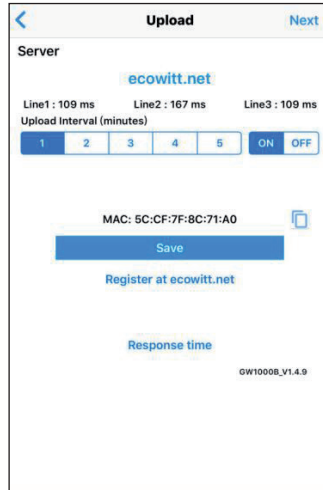 Upload Next
Server
ecowitt.net
Line1 : 109 ms Line2 : 167 ms Line3 : 109 ms
Upload Interval (minutes)
1 2 3 4 5 ON OFF
MAC: 5C:CF:7F:8C:71:A0
Save
Register at ecowitt.net
Response time
GW1000B_V1.4.9